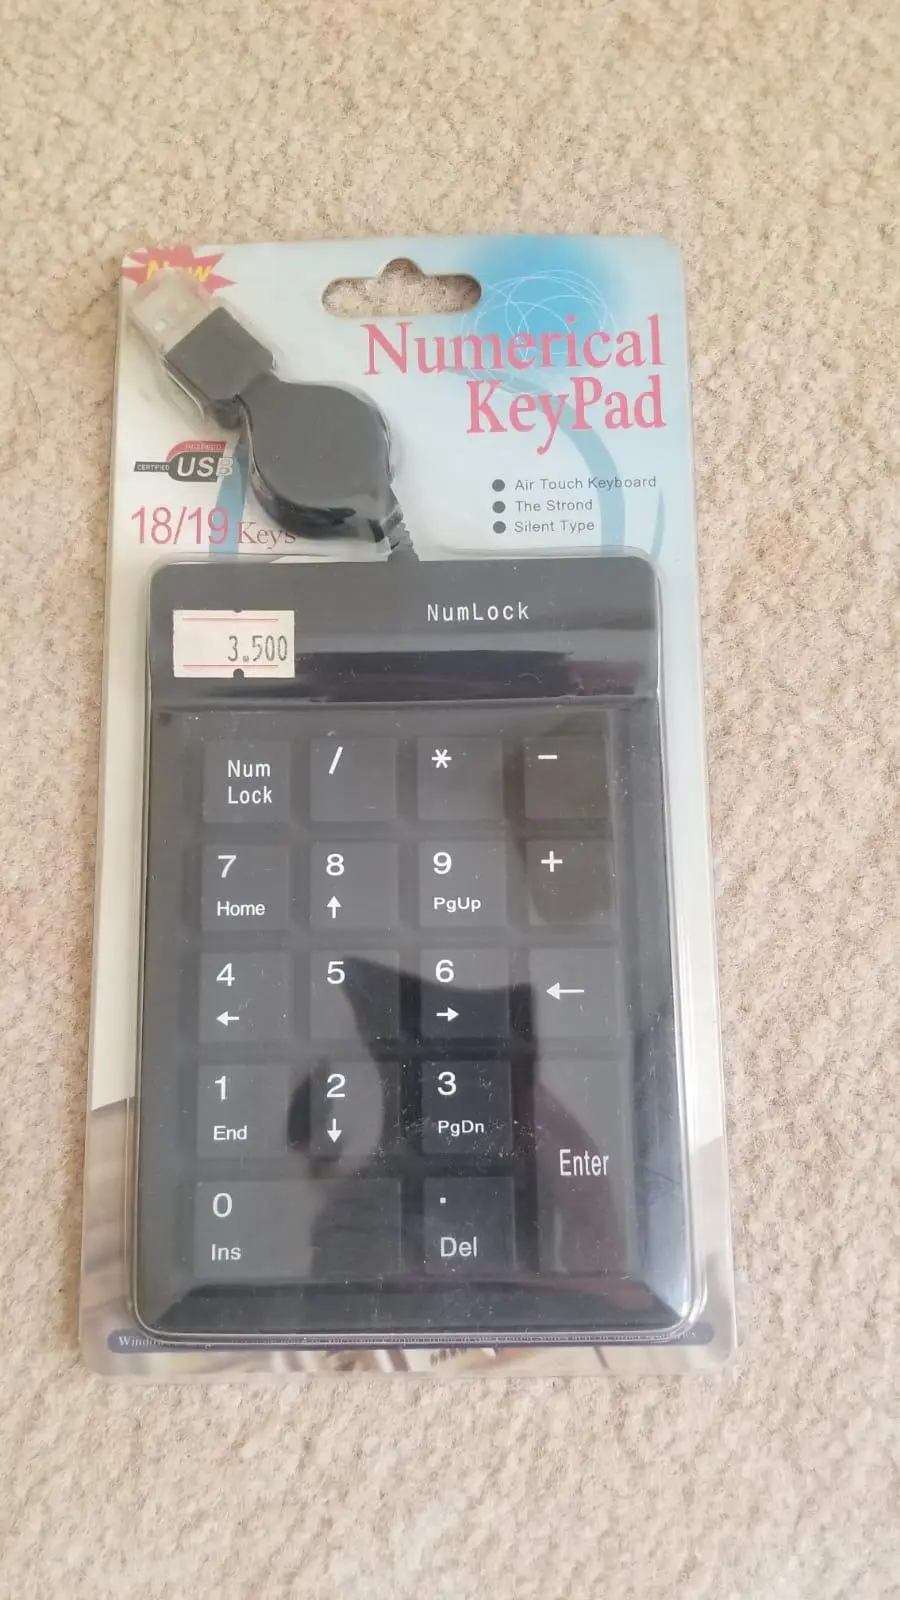 New
Numerical
KeyPad
CERTIFIED USB
Air Touch Keyboard
The Strond
Silent Type
18/19 Keys
NumLock
3.500
Num
Lock
/
*
-
7
Home
8
↑
9
PgUp
+
4
←
5
6
→
←
1
End
2
↓
3
PgDn
Enter
0
Ins
.
Del